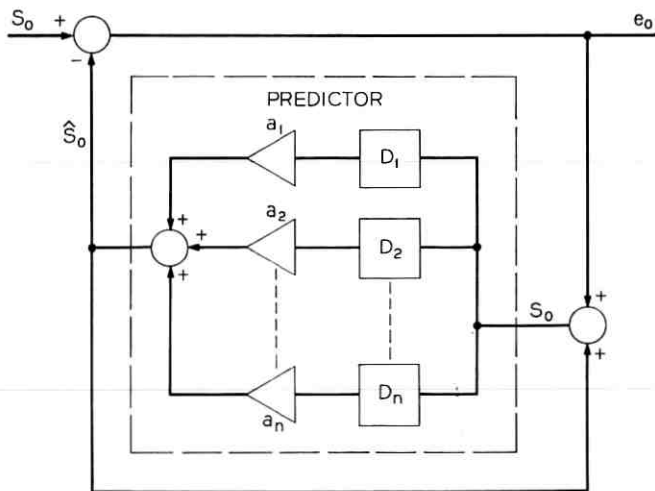 S₀ + e₀
-
PREDICTOR
Ŝ₀
a₁ D₁
+
+ a₂ D₂
+
S₀ +
+
aₙ Dₙ